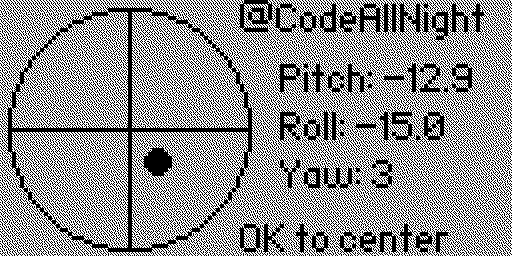 @CodeAllNight
Pitch: -12.9
Roll: -15.0
Yaw: 3
OK to center